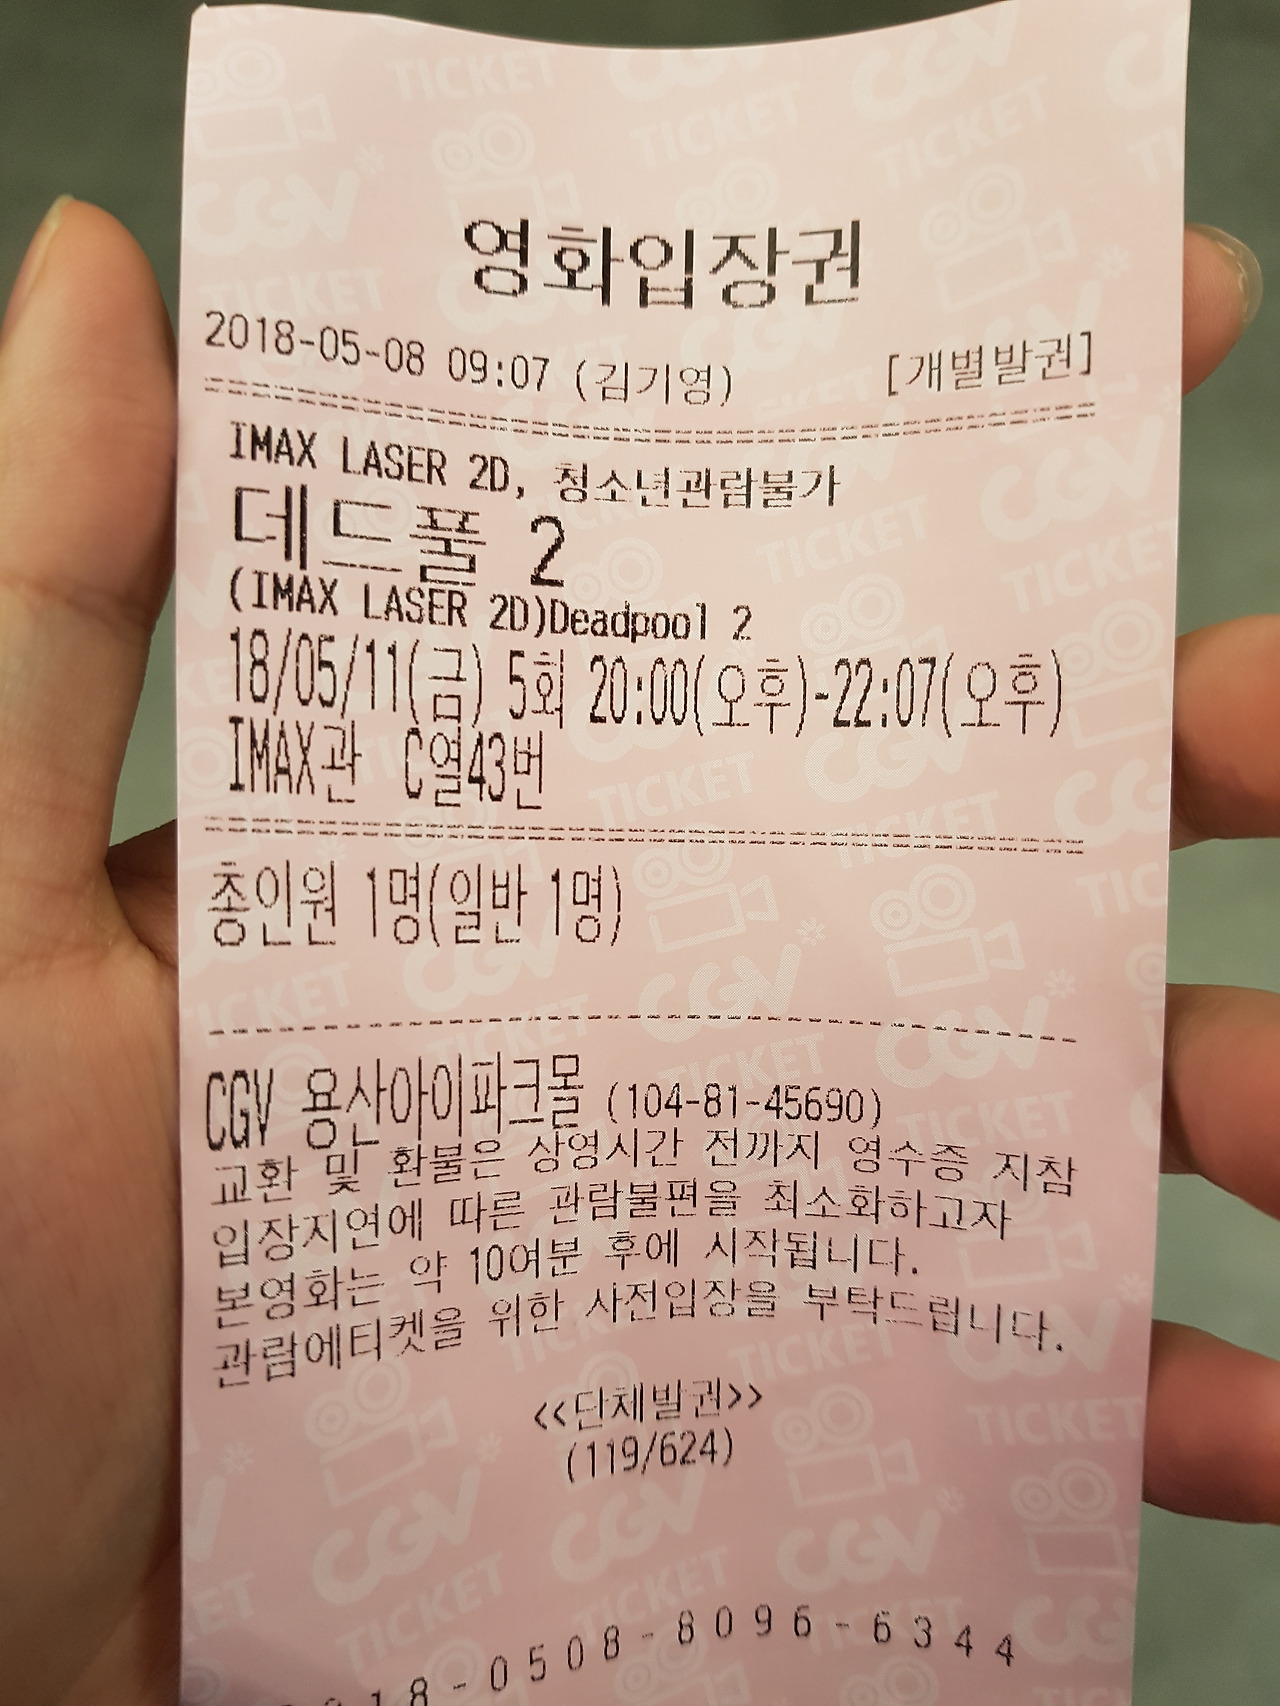 영화입장권
2018-05-08 09:07 (김기영) [개별발권]
IMAX LASER 2D, 청소년관람불가
데드풀 2
(IMAX LASER 2D)Deadpool 2
18/05/11(금) 5회 20:00(오후)-22:07(오후)
IMAX관 C열43번
총인원 1명(일반 1명)
CGV 용산아이파크몰 (104-81-45690)
교환 및 환불은 상영시간 전까지 영수증 지참
입장지연에 따른 관람불편을 최소화하고자
본영화는 약 10여분 후에 시작됩니다.
관람에티켓을 위한 사전입장을 부탁드립니다.
<<단체발권>>
(119/624)
18-0508-8096-6344